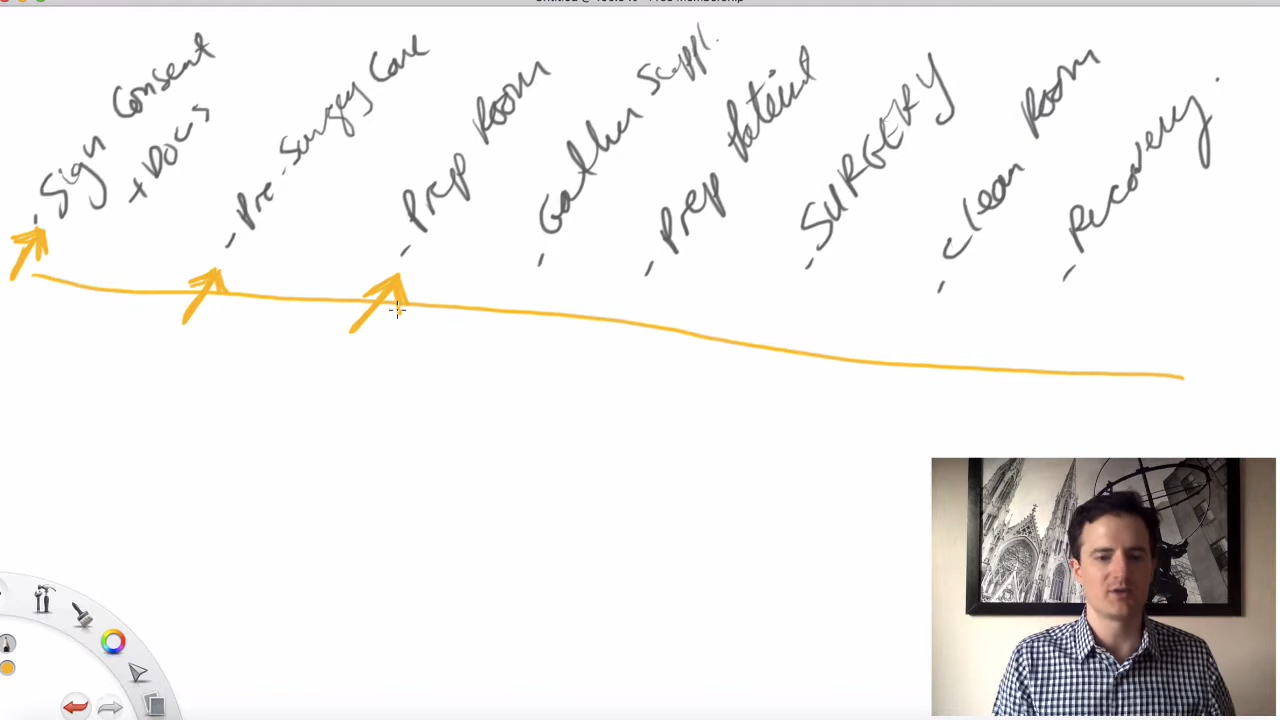 - Sign Consent
+ Docs
- Pre-Surgery Care
- Prep Room
- Gather Suppl.
- Prep Patient
- SURGERY
- Clean Room
- Recovery.